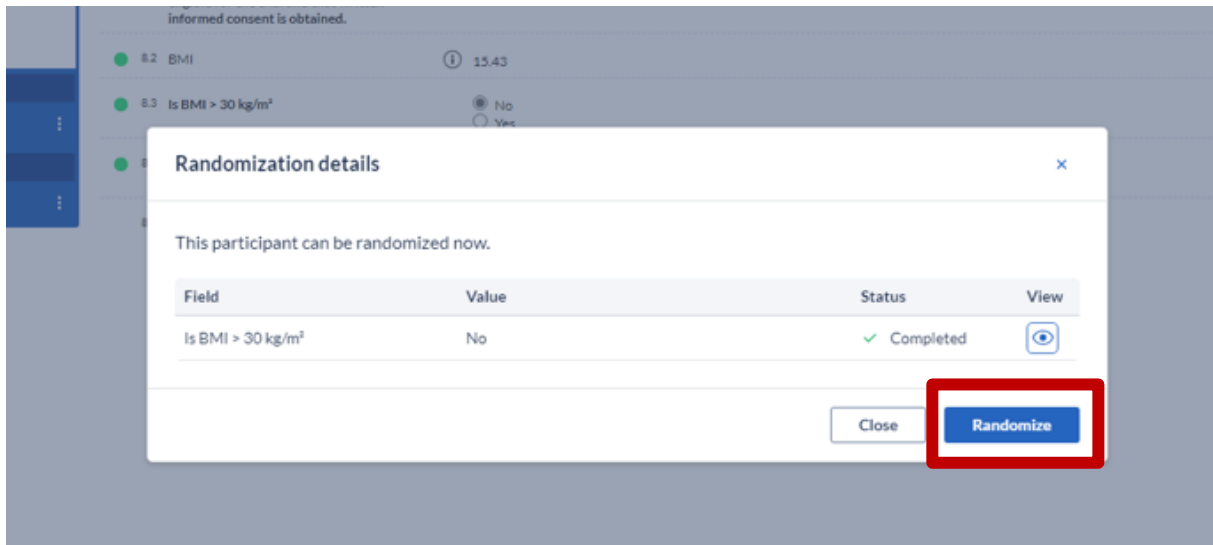 informed consent is obtained.
8.2 BMI 15.43
8.3 Is BMI > 30 kg/m² No
Yes
Randomization details ×
This participant can be randomized now.
Field Value Status View
Is BMI > 30 kg/m² No Completed
Close Randomize